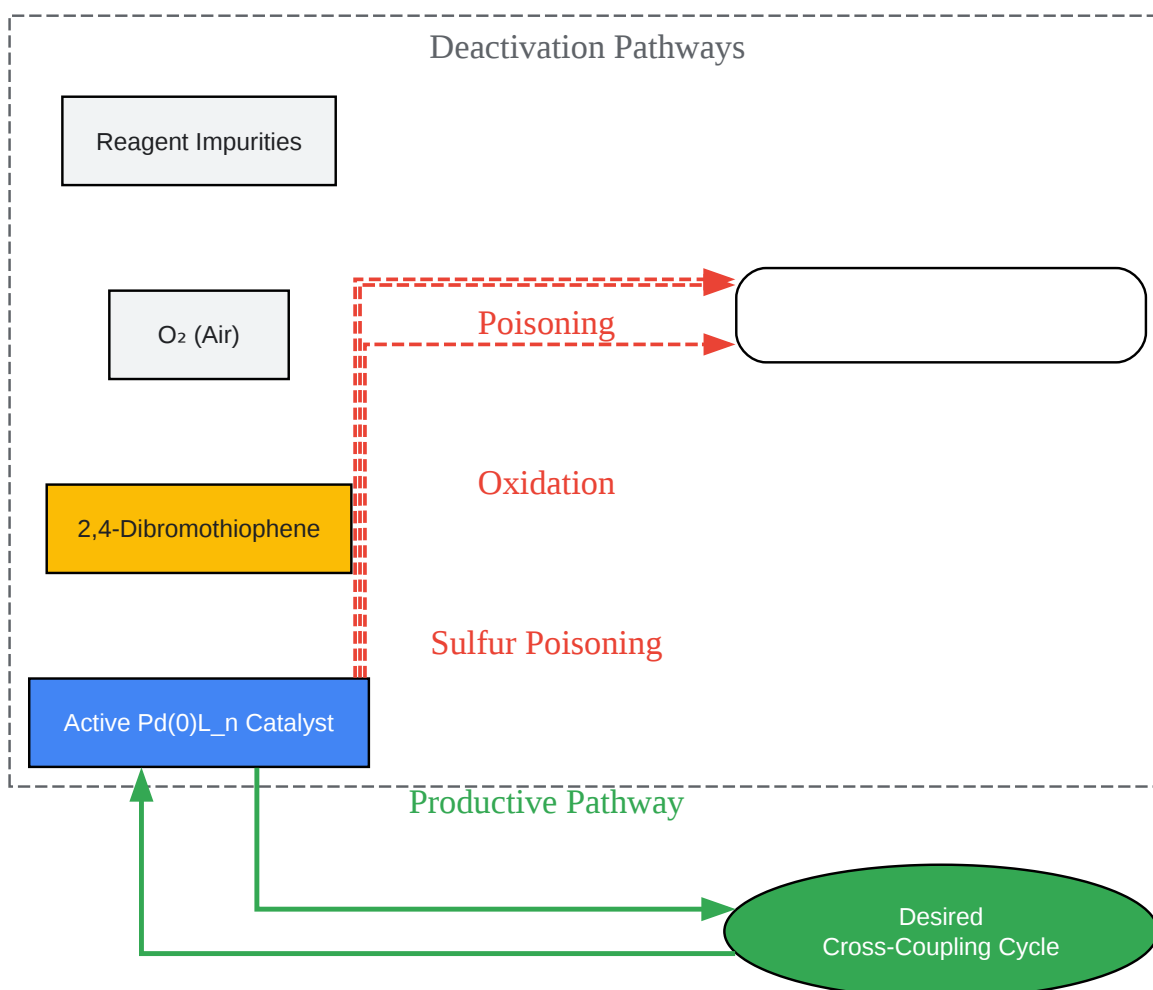 Deactivation Pathways
Reagent Impurities
O₂ (Air)
Poisoning
Oxidation
2,4-Dibromothiophene
Sulfur Poisoning
Active Pd(0)L_n Catalyst
Productive Pathway
Desired
Cross-Coupling Cycle